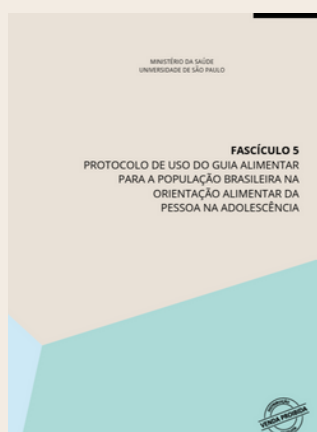 MINISTÉRIO DA SAÚDE
UNIVERSIDADE DE SÃO PAULO
FASCÍCULO 5
PROTOCOLO DE USO DO GUIA ALIMENTAR
PARA A POPULAÇÃO BRASILEIRA NA
ORIENTAÇÃO ALIMENTAR DA
PESSOA NA ADOLESCÊNCIA
VENDA PROIBIDA